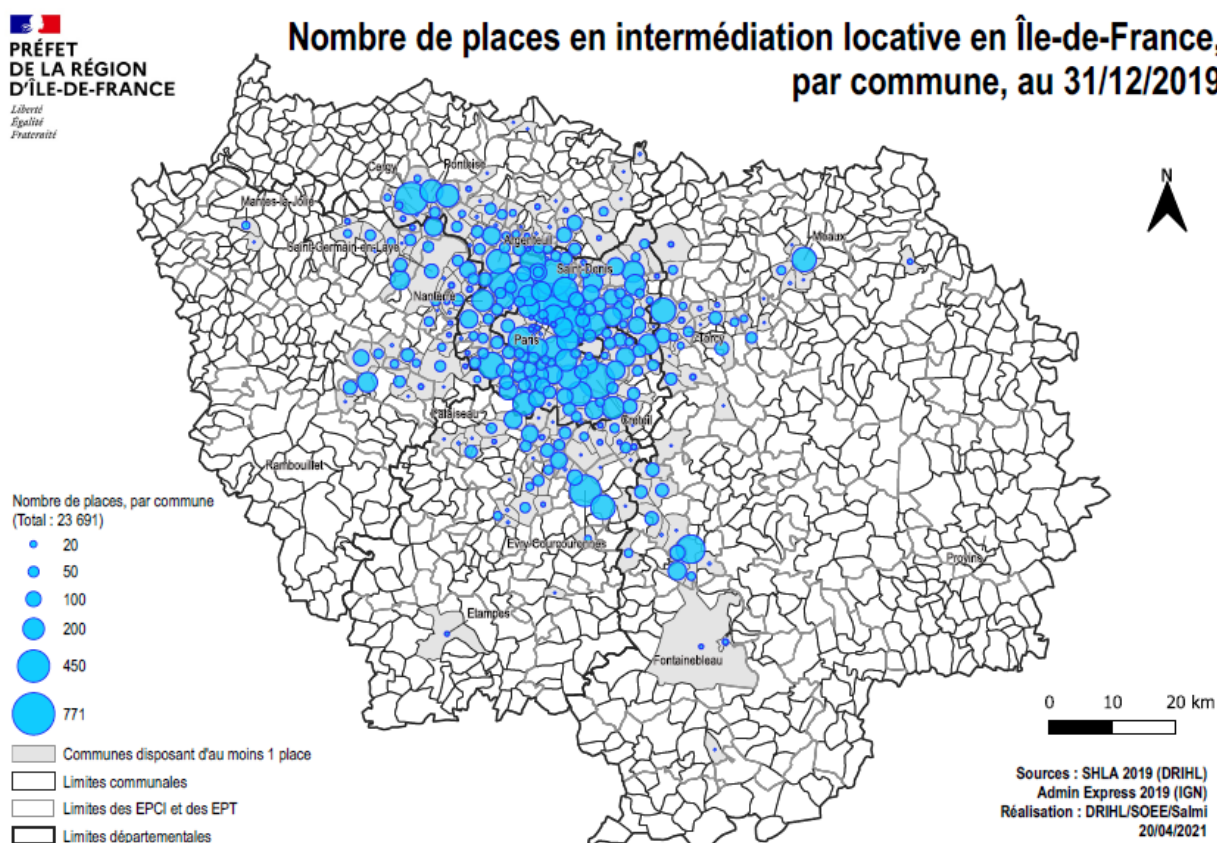 PRÉFET
DE LA RÉGION
D'ÎLE-DE-FRANCE
Liberté
Égalité
Fraternité
Nombre de places en intermédiation locative en Île-de-France,
par commune, au 31/12/2019
N
Cergy
Pontoise
Mantes-la-Jolie
Saint-Germain-en-Laye
Argenteuil
Saint-Denis
Meaux
Nanterre
Paris
Torcy
Palaiseau
Créteil
Rambouillet
Evry-Courcouronnes
Provins
Etampes
Fontainebleau
Nombre de places, par commune
(Total : 23 691)
20
50
100
200
450
771
Communes disposant d'au moins 1 place
Limites communales
Limites des EPCI et des EPT
Limites départementales
0 10 20 km
Sources : SHLA 2019 (DRIHL)
Admin Express 2019 (IGN)
Réalisation : DRIHL/SOEE/Salmi
20/04/2021